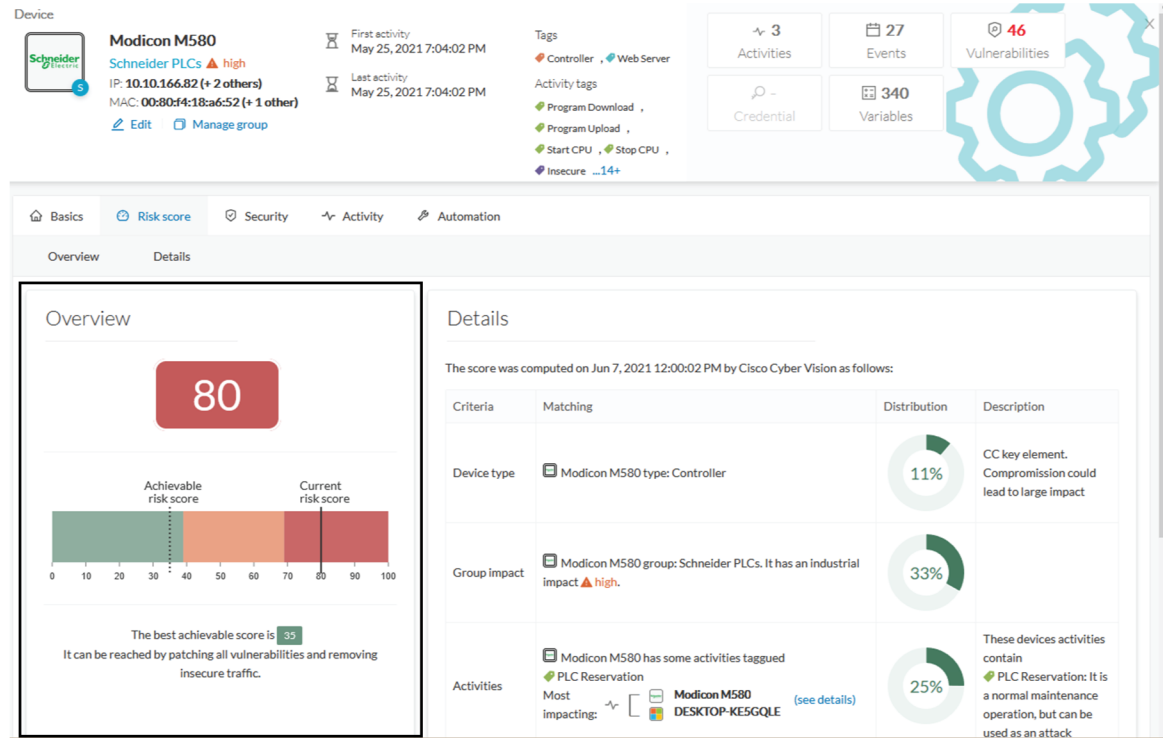 Device
Schneider
Electric
S
Modicon M580
Schneider PLCs high
IP: 10.10.166.82 (+ 2 others)
MAC: 00:80:f4:18:a6:52 (+ 1 other)
Edit Manage group
First activity
May 25, 2021 7:04:02 PM
Last activity
May 25, 2021 7:04:02 PM
Tags
Controller , Web Server
Activity tags
Program Download ,
Program Upload ,
Start CPU , Stop CPU ,
Insecure ...14+
3
Activities
27
Events
46
Vulnerabilities
-
Credential
340
Variables
X
Basics Risk score Security Activity Automation
Overview Details
Overview
80
Achievable
risk score
Current
risk score
0 10 20 30 40 50 60 70 80 90 100
The best achievable score is 35
It can be reached by patching all vulnerabilities and removing
insecure traffic.
Details
The score was computed on Jun 7, 2021 12:00:02 PM by Cisco Cyber Vision as follows:
Criteria Matching Distribution Description
Device type
Modicon M580 type: Controller
11%
CC key element.
Compromission could
lead to large impact
Group impact
Modicon M580 group: Schneider PLCs. It has an industrial
impact high.
33%
Activities
Modicon M580 has some activities taggued
PLC Reservation
Most
impacting:
Modicon M580
DESKTOP-KE5GQLE
(see details)
25%
These devices activities
contain
PLC Reservation: It is
a normal maintenance
operation, but can be
used as an attack